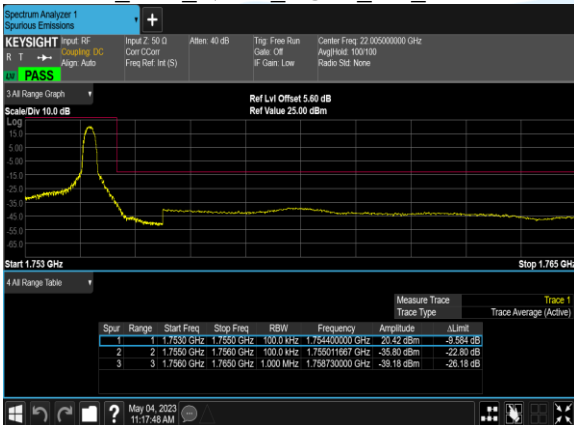 Spectrum Analyzer 1
Spurious Emissions
+
KEYSIGHT Input: RF Input Z: 50 Ω Atten: 40 dB Trig: Free Run Center Freq: 22.005000000 GHz
R T Coupling: DC Corr CCorr Gate: Off Avg|Hold: 100/100
Align: Auto Freq Ref: Int (S) IF Gain: Low Radio Std: None
PASS
3 All Range Graph
Scale/Div 10.0 dB
Ref Lvl Offset 5.60 dB
Ref Value 25.00 dBm
Log
15.0
5.00
-5.00
-15.0
-25.0
-35.0
-45.0
-55.0
-65.0
Start 1.753 GHz Stop 1.765 GHz
4 All Range Table
Measure Trace Trace 1
Trace Type Trace Average (Active)
Spur Range Start Freq Stop Freq RBW Frequency Amplitude ΔLimit
1 1 1.7530 GHz 1.7550 GHz 100.0 kHz 1.754400000 GHz 20.42 dBm -9.584 dB
2 2 1.7550 GHz 1.7560 GHz 100.0 kHz 1.755011667 GHz -35.80 dBm -22.80 dB
3 3 1.7560 GHz 1.7650 GHz 1.000 MHz 1.758730000 GHz -39.18 dBm -26.18 dB
? May 04, 2023
11:17:48 AM